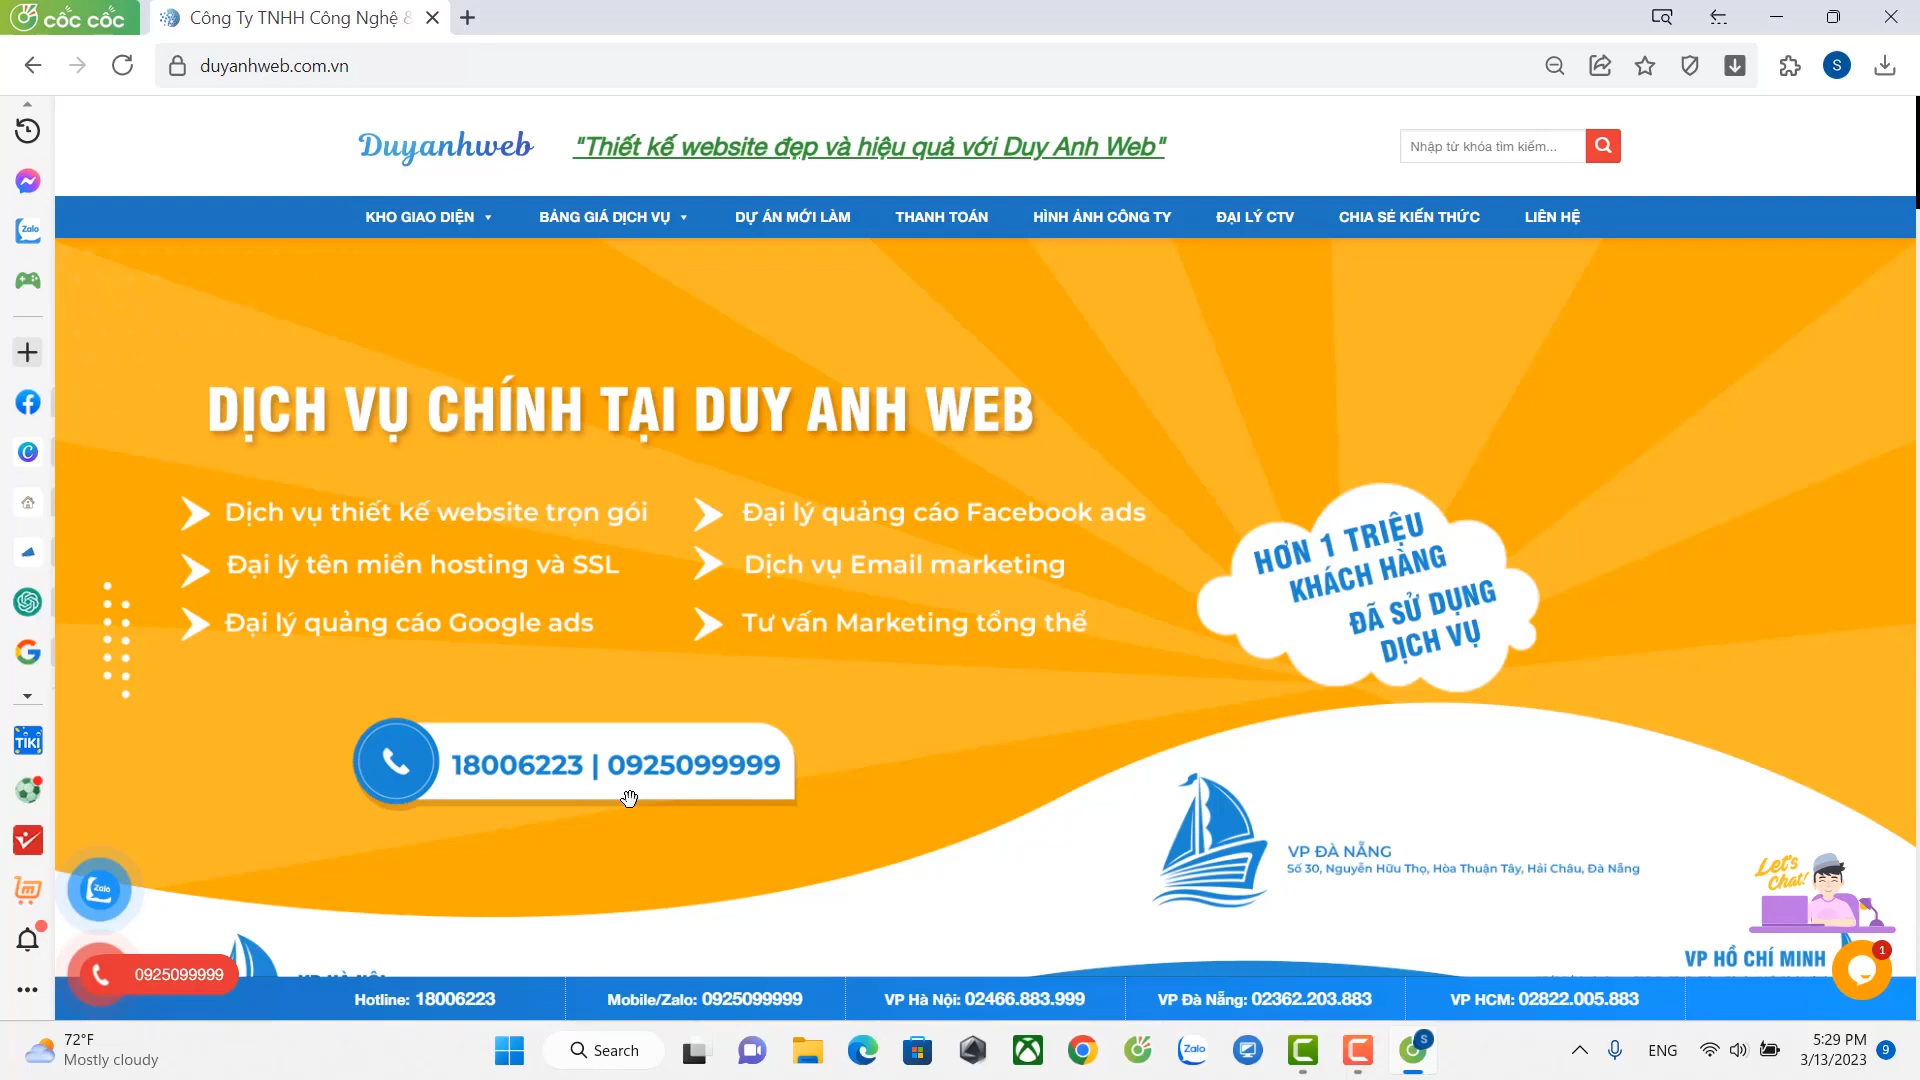 cốc cốc
Công Ty TNHH Công Nghệ &
duyanhweb.com.vn
S
Duyanhweb
"Thiết kế website đẹp và hiệu quả với Duy Anh Web"
Nhập từ khóa tìm kiếm...
KHO GIAO DIỆN
BẢNG GIÁ DỊCH VỤ
DỰ ÁN MỚI LÀM
THANH TOÁN
HÌNH ẢNH CÔNG TY
ĐẠI LÝ CTV
CHIA SẺ KIẾN THỨC
LIÊN HỆ
Zalo
DỊCH VỤ CHÍNH TẠI DUY ANH WEB
Dịch vụ thiết kế website trọn gói
Đại lý quảng cáo Facebook ads
Đại lý tên miền hosting và SSL
Dịch vụ Email marketing
Đại lý quảng cáo Google ads
Tư vấn Marketing tổng thể
HƠN 1 TRIỆU
KHÁCH HÀNG
ĐÃ SỬ DỤNG
DỊCH VỤ
18006223 | 0925099999
TIKI
VP ĐÀ NẴNG
Số 30, Nguyễn Hữu Thọ, Hòa Thuận Tây, Hải Châu, Đà Nẵng
Let's
Chat!
Zalo
VP HỒ CHÍ MINH
1
0925099999
Hotline: 18006223
Mobile/Zalo: 0925099999
VP Hà Nội: 02466.883.999
VP Đà Nẵng: 02362.203.883
VP HCM: 02822.005.883
72°F
Mostly cloudy
Search
Zalo
S
ENG
5:29 PM
3/13/2023
9